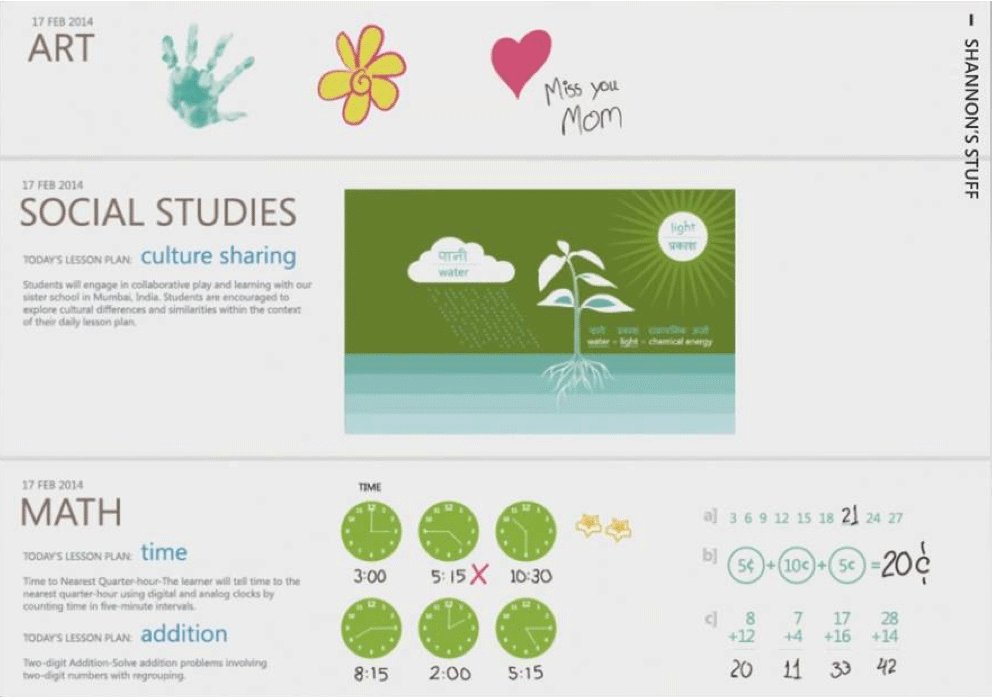 SHANNON'S STUFF
17 FEB 2014
ART
Miss you
Mom
17 FEB 2014
SOCIAL STUDIES
TODAY'S LESSON PLAN: culture sharing
Students will engage in collaborative play and learning with our
sister school in Mumbai, India. Students are encouraged to
explore cultural differences and similarities within the context
of their daily lesson plan.
पानी
water
light
प्रकाश
पानी प्रकाश रासायनिक ऊर्जा
water + light = chemical energy
17 FEB 2014
MATH
TODAY'S LESSON PLAN: time
Time to Nearest Quarter-hour-The learner will tell time to the
nearest quarter-hour using digital and analog clocks by
counting time in five-minute intervals.
TODAY'S LESSON PLAN: addition
Two-digit Addition-Solve addition problems involving
two-digit numbers with regrouping.
TIME
3:00 5:15 X 10:30
8:15 2:00 5:15
a] 3 6 9 12 15 18 21 24 27
b] 5¢ + 10¢ + 5¢ = 20¢
c] 8 7 17 28
+12 +4 +16 +14
20 11 33 42